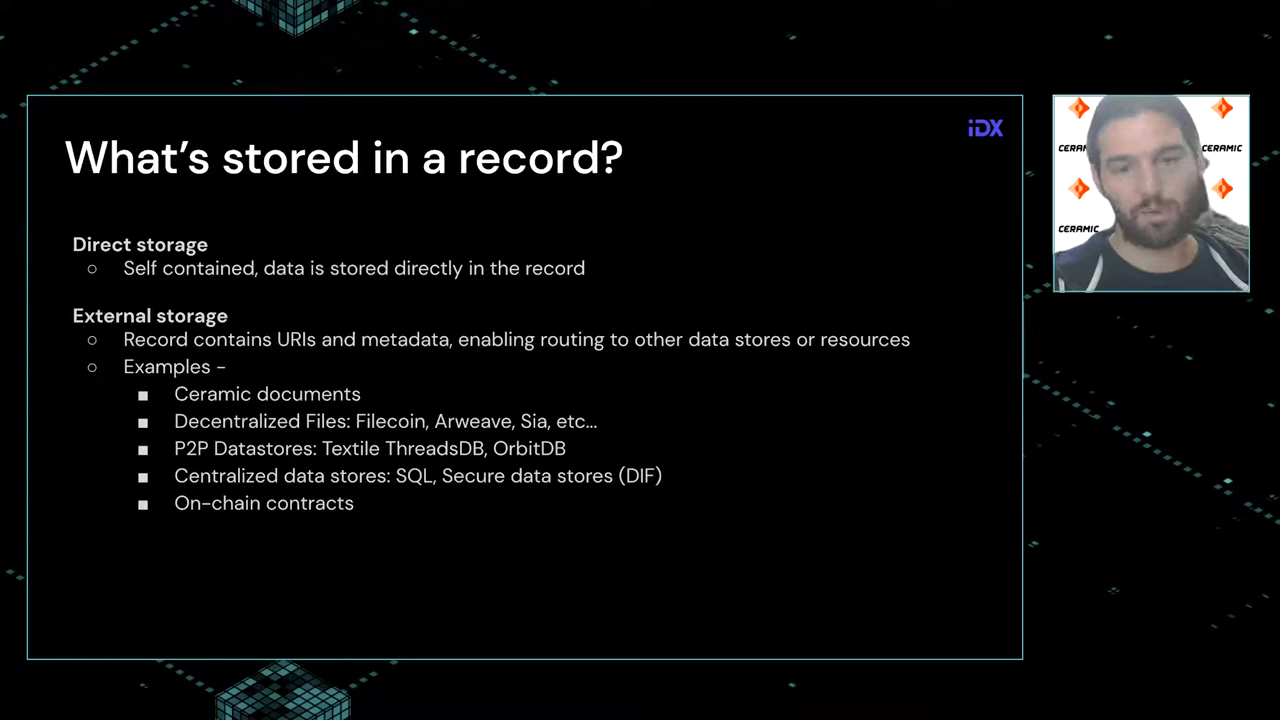 iDX
What's stored in a record?
Direct storage
○ Self contained, data is stored directly in the record
External storage
○ Record contains URIs and metadata, enabling routing to other data stores or resources
○ Examples -
■ Ceramic documents
■ Decentralized Files: Filecoin, Arweave, Sia, etc...
■ P2P Datastores: Textile ThreadsDB, OrbitDB
■ Centralized data stores: SQL, Secure data stores (DIF)
■ On-chain contracts
CERAM
CERAMIC
CERAMIC